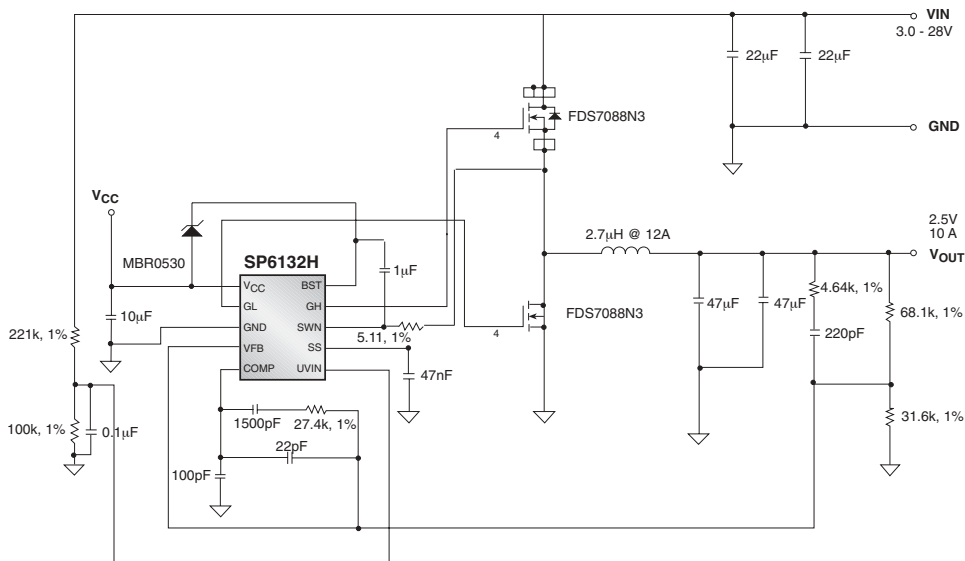 VIN
3.0 - 28V
22µF
22µF
FDS7088N3
4
GND
VCC
2.5V
10 A
2.7µH @ 12A
VOUT
MBR0530
SP6132H
1µF
4.64k, 1%
VCC
BST
47µF
47µF
GL
GH
FDS7088N3
68.1k, 1%
10µF
GND
SWN
4
221k, 1%
5.11, 1%
220pF
VFB
SS
COMP
UVIN
47nF
1500pF
27.4k, 1%
31.6k, 1%
100k, 1%
0.1µF
22pF
100pF